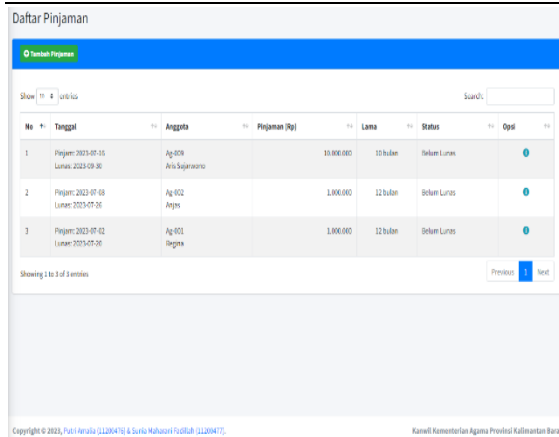 Daftar Pinjaman
Tambah Pinjaman
Show 10 entries
Search:
No Tanggal Anggota Pinjaman (Rp) Lama Status Opsi
1 Pinjam: 2023-07-16 Ag-009 10.000.000 10 bulan Belum Lunas
Lunas: 2023-09-30 Aris
2 Pinjam: 2023-07-08 Ag-002 1.000.000 12 bulan Belum Lunas
Lunas: 2023-07-26 Anjas
3 Pinjam: 2023-07-02 Ag-001 1.000.000 12 bulan Belum Lunas
Lunas: 2023-07-26 Regina
Showing 1 to 3 of 3 entries
Previous 1 Next
Copyright © 2023, Putri Amalia (11200476) & Sunia Maharani Fadillah (11200477).
Kanwil Kementerian Agama Provinsi Kalimantan Bara